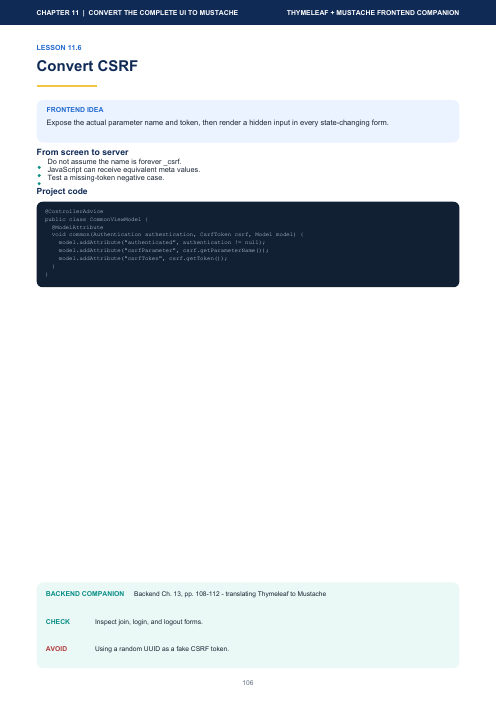 CHAPTER 11 | CONVERT THE COMPLETE UI TO MUSTACHE
THYMELEAF + MUSTACHE FRONTEND COMPANION
LESSON 11.6
Convert CSRF
FRONTEND IDEA
Expose the actual parameter name and token, then render a hidden input in every state-changing form.
From screen to server
Do not assume the name is forever _csrf.
JavaScript can receive equivalent meta values.
Test a missing-token negative case.
Project code
@ControllerAdvice
public class CommonViewModel {
  @ModelAttribute
  void common(Authentication authentication, CsrfToken csrf, Model model) {
    model.addAttribute("authenticated", authentication != null);
    model.addAttribute("csrfParameter", csrf.getParameterName());
    model.addAttribute("csrfToken", csrf.getToken());
  }
}
BACKEND COMPANION Backend Ch. 13, pp. 108-112 - translating Thymeleaf to Mustache
CHECK Inspect join, login, and logout forms.
AVOID Using a random UUID as a fake CSRF token.
106